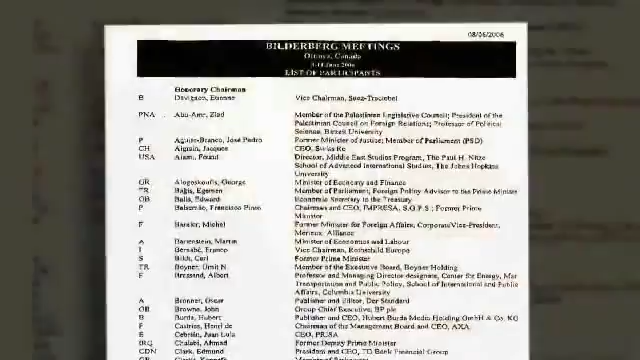 08/06/2006
BILDERBERG MEETINGS
Ottawa, Canada
8-11 June 2006
LIST OF PARTICIPANTS
Honorary Chairman
B Davignon, Etienne Vice Chairman, Suez-Tractebel
PNA Abu-Amr, Ziad Member of the Palestinian Legislative Council; President of the
Palestinian Council on Foreign Relations; Professor of Political
Science, Birzeit University
P Aguiar-Branco, José Pedro Former Minister of Justice; Member of Parliament (PSD)
CH Aigrain, Jacques CEO, Swiss Re
USA Ajami, Fouad Director, Middle East Studies Program, The Paul H. Nitze
School of Advanced International Studies, The Johns Hopkins
University
GR Alogoskoufis, George Minister of Economy and Finance
TR Bağış, Egemen Member of Parliament; Foreign Policy Advisor to the Prime Minister
GB Balls, Edward Economic Secretary to the Treasury
P Balsemão, Francisco Pinto Chairman and CEO, IMPRESA, S.G.P.S.; Former Prime
Minister
F Barnier, Michel Former Minister for Foreign Affairs, Corporate Vice-President,
Merieux Alliance
A Bartenstein, Martin Minister of Economics and Labour
I Bernabè, Franco Vice Chairman, Rothschild Europe
S Bildt, Carl Former Prime Minister
TR Boyner, Ümit N. Member of the Executive Board, Boyner Holding
F Bressand, Albert Professor and Managing Director designate, Center for Energy, Mar
Transportation and Public Policy, School of International and Public
Affairs, Columbia University
A Bronner, Oscar Publisher and Editor, Der Standard
GB Browne, John Group Chief Executive, BP plc
Burda, Hubert Publisher and CEO, Hubert Burda Media Holding GmbH & Co. KG
F Castries, Henri de Chairman of the Management Board and CEO, AXA
E Cebrián, Juan Luis CEO, PRISA
IRQ Chalabi, Ahmad Former Deputy Prime Minister
CDN Clark, Edmund President and CEO, TD Bank Financial Group